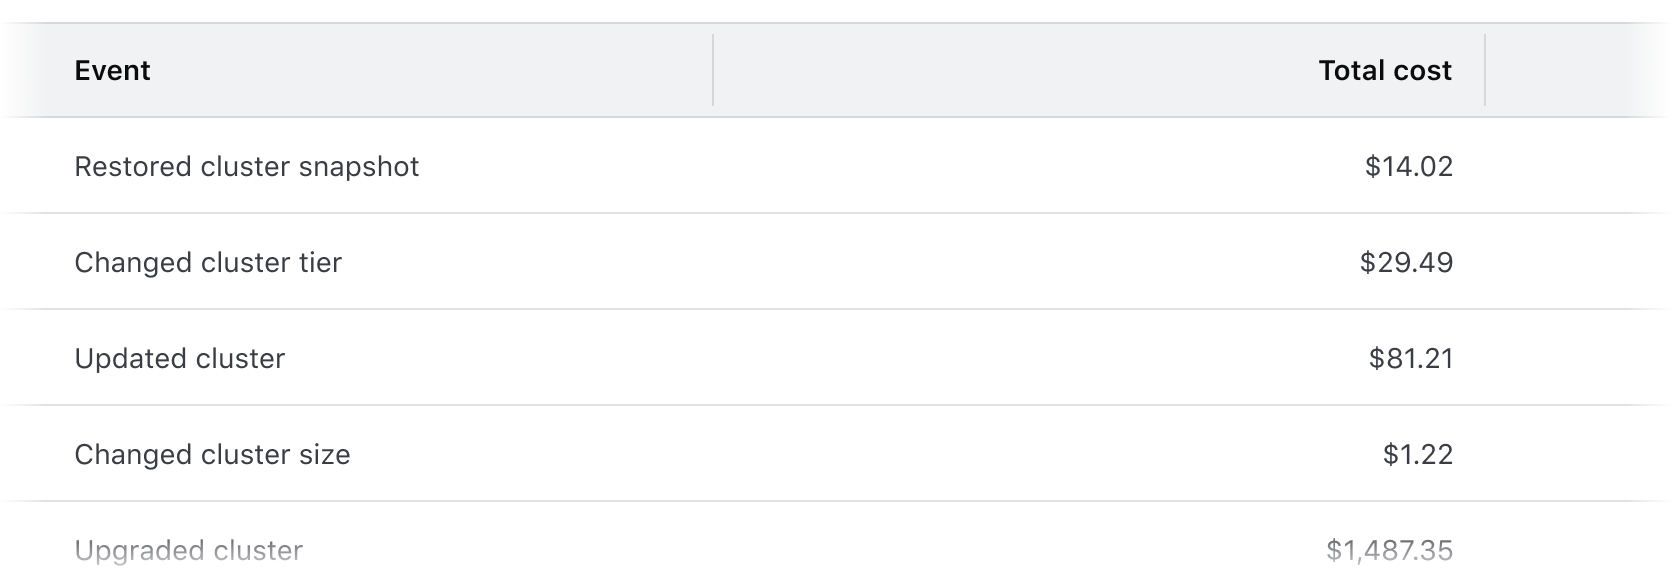 Event Total cost
Restored cluster snapshot $14.02
Changed cluster tier $29.49
Updated cluster $81.21
Changed cluster size $1.22
Upgraded cluster $1,487.35